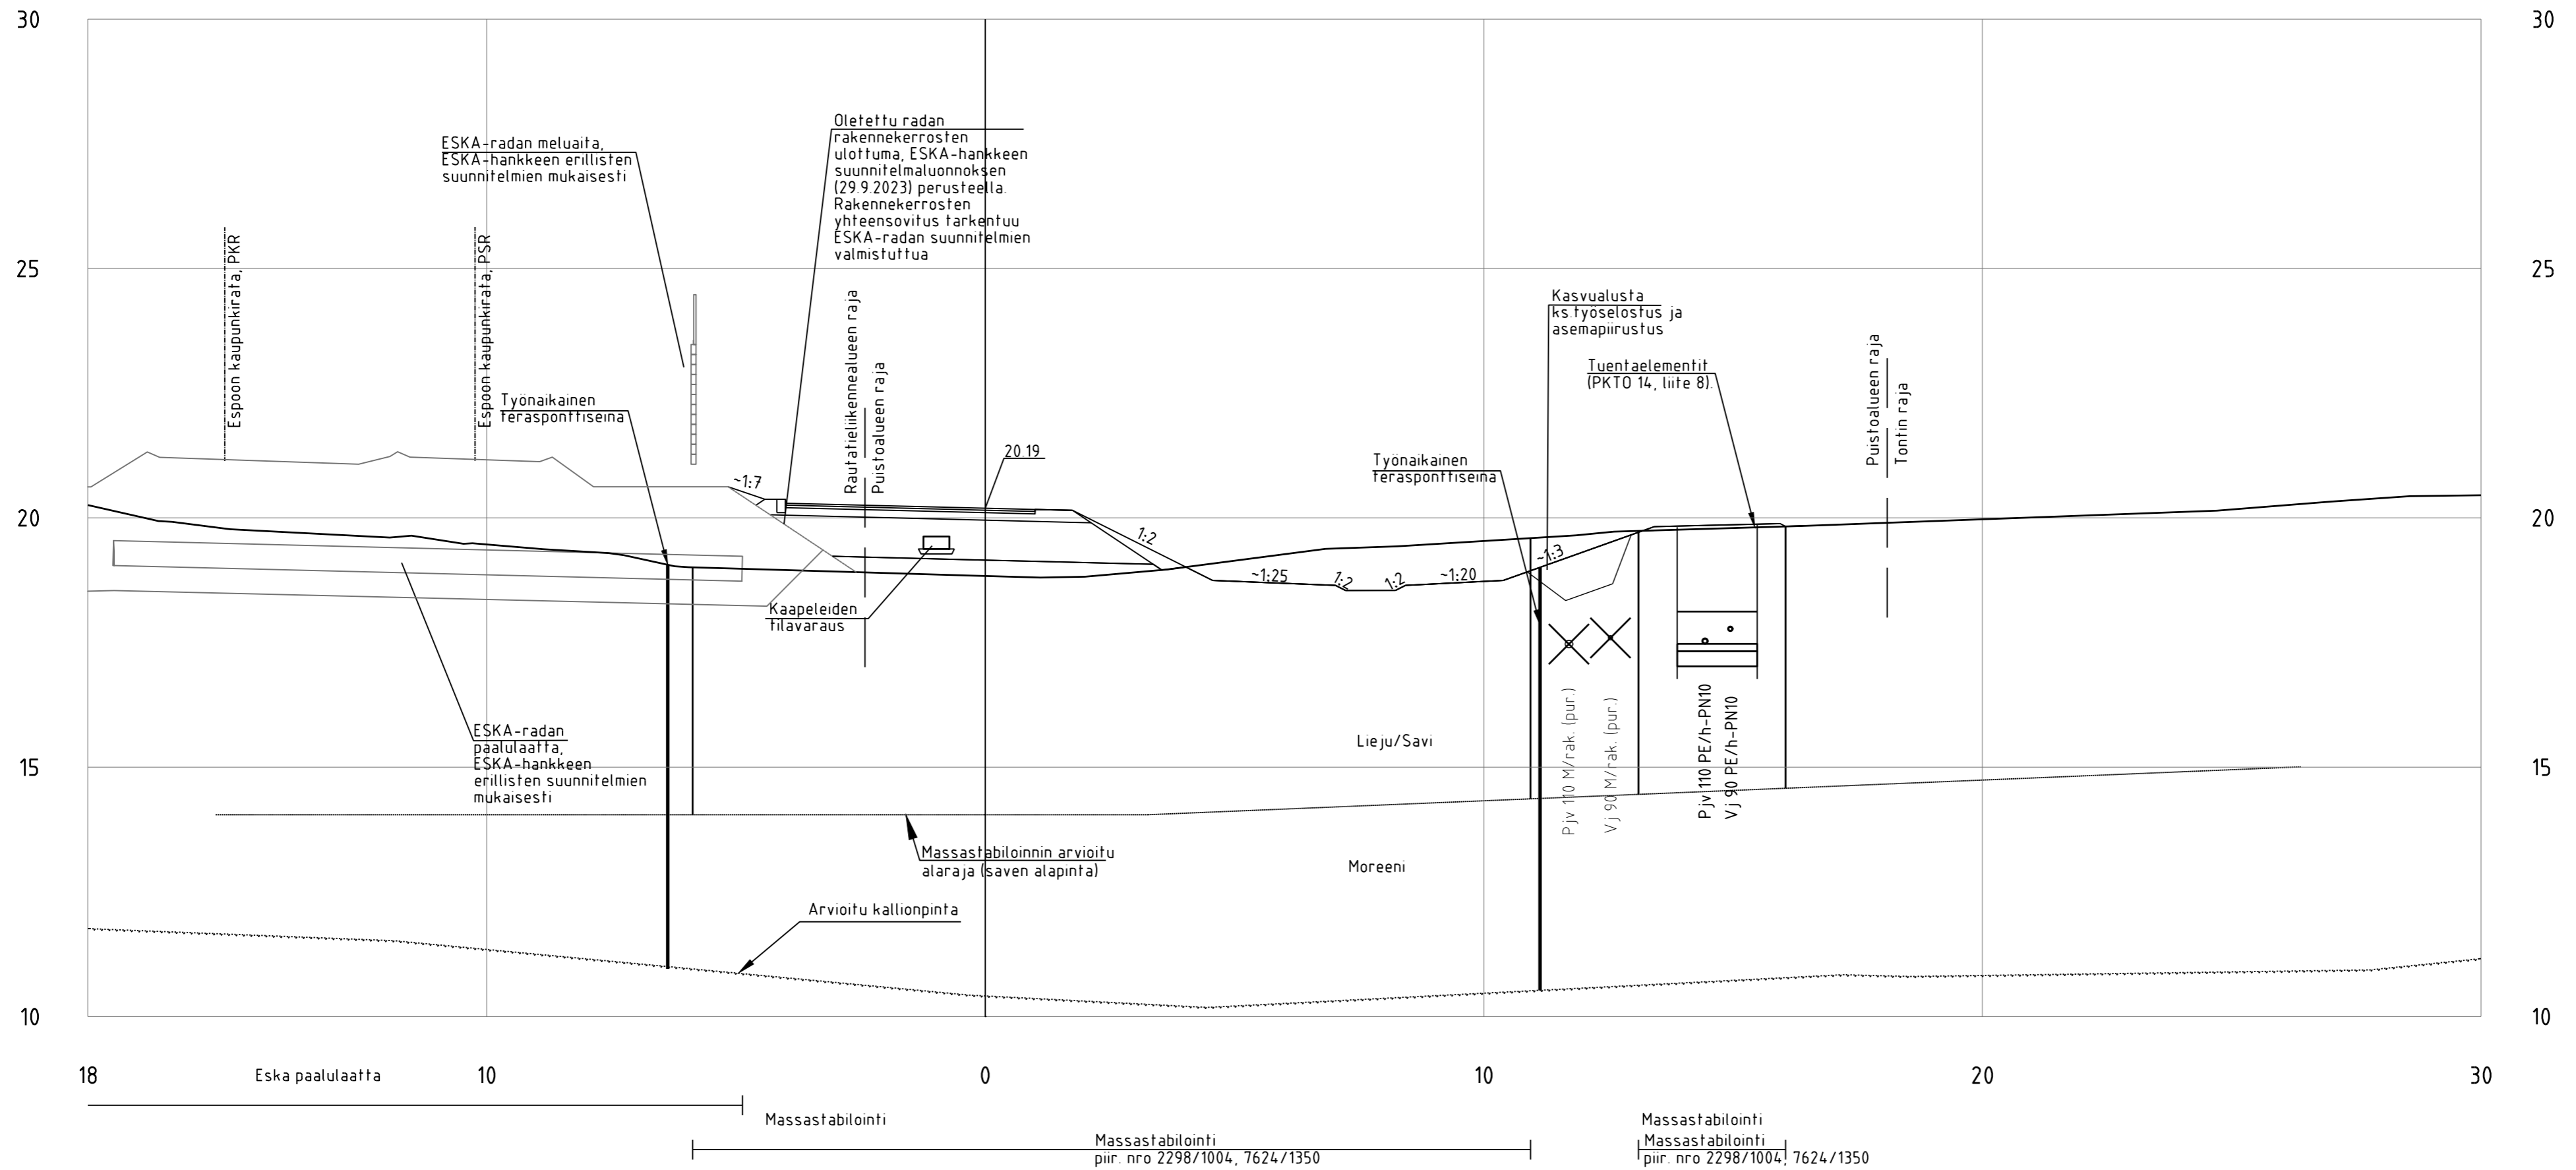 30
30
Oletettu radan
rakennekerrosten
ulottuma, ESKA-hankkeen
suunnitelmaluonnoksen
(29.9.2023) perusteella.
Rakennekerrosten
yhteensovitus tarkentuu
ESKA-radan suunnitelmien
valmistuttua
ESKA-radan meluaita,
ESKA-hankkeen erillisten
suunnitelmien mukaisesti
25
25
Espoon kaupunkirata, PKR
Espoon kaupunkirata, PSR
Rautatieliikennealueen raja
Puistoalueen raja
Kasvualusta
ks.työselostus ja
asemapiirustus
Tuentaelementit
(PKTO 14, liite 8).
Puistoalueen raja
Tontin raja
Työnaikainen
teräsponttiseinä
20.19
Työnaikainen
teräsponttiseinä
~1:7
20
20
1:2
~1:3
~1:25
1:2
1:2
~1:20
Kaapeleiden
tilavaraus
ESKA-radan
paalulaatta,
ESKA-hankkeen
erillisten suunnitelmien
mukaisesti
Lieju/Savi
Pjv 110 M/rak. (pur.)
Vj 90 M/rak. (pur.)
Pjv 110 PE/h-PN10
Vj 90 PE/h-PN10
15
15
Massastabiloinnin arvioitu
alaraja (saven alapinta)
Moreeni
Arvioitu kallionpinta
10
10
18
Eska paalulaatta
10
0
10
20
30
Massastabilointi
Massastabilointi
Massastabilointi
piir. nro 2298/1004, 7624/1350
Massastabilointi
piir. nro 2298/1004, 7624/1350